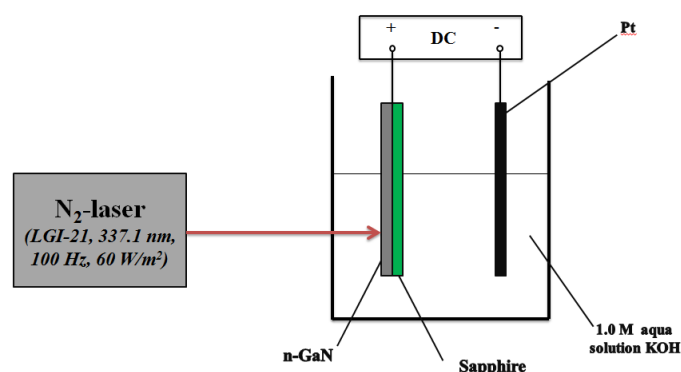 + DC -
Pt
N₂-laser
(LGI-21, 337.1 nm,
100 Hz, 60 W/m²)
1.0 M aqua
solution KOH
n-GaN
Sapphire